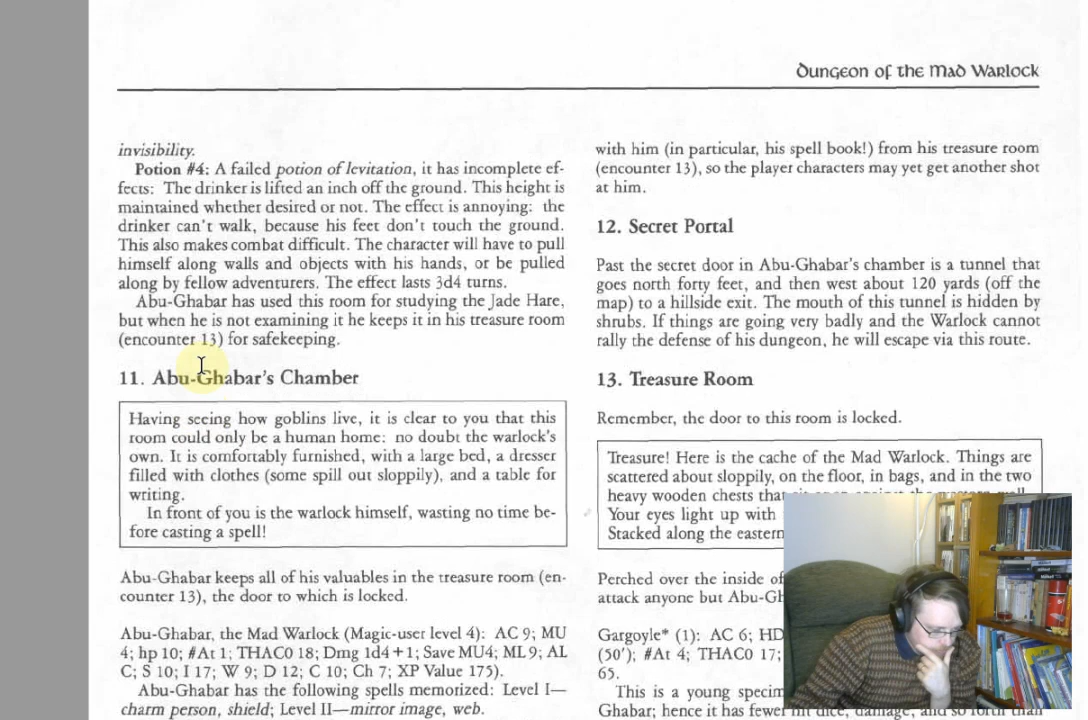 Dungeon of the Mad Warlock
invisibility.
Potion #4: A failed potion of levitation, it has incomplete ef-
fects: The drinker is lifted an inch off the ground. This height is
maintained whether desired or not. The effect is annoying: the
drinker can't walk, because his feet don't touch the ground.
This also makes combat difficult. The character will have to pull
himself along walls and objects with his hands, or be pulled
along by fellow adventurers. The effect lasts 3d4 turns.
Abu-Ghabar has used this room for studying the Jade Hare,
but when he is not examining it he keeps it in his treasure room
(encounter 13) for safekeeping.
11. Abu-Ghabar's Chamber
Having seeing how goblins live, it is clear to you that this
room could only be a human home: no doubt the warlock's
own. It is comfortably furnished, with a large bed, a dresser
filled with clothes (some spill out sloppily), and a table for
writing.
In front of you is the warlock himself, wasting no time be-
fore casting a spell!
Abu-Ghabar keeps all of his valuables in the treasure room (en-
counter 13), the door to which is locked.
Abu-Ghabar, the Mad Warlock (Magic-user level 4): AC 9; MU
4; hp 10; #At 1; THAC0 18; Dmg 1d4+1; Save MU4; ML 9; AL
C; S 10; I 17; W 9; D 12; C 10; Ch 7; XP Value 175).
Abu-Ghabar has the following spells memorized: Level I—
charm person, shield; Level II—mirror image, web.
with him (in particular, his spell book!) from his treasure room
(encounter 13), so the player characters may yet get another shot
at him.
12. Secret Portal
Past the secret door in Abu-Ghabar's chamber is a tunnel that
goes north forty feet, and then west about 120 yards (off the
map) to a hillside exit. The mouth of this tunnel is hidden by
shrubs. If things are going very badly and the Warlock cannot
rally the defense of his dungeon, he will escape via this route.
13. Treasure Room
Remember, the door to this room is locked.
Treasure! Here is the cache of the Mad Warlock. Things are
scattered about sloppily, on the floor, in bags, and in the two
heavy wooden chests that
Your eyes light up with
Stacked along the eastern
Perched over the inside of
attack anyone but Abu-Gh
Gargoyle* (1): AC 6; HD
(50'); #At 4; THAC0 17;
65.
This is a young specim
Ghabar; hence it has fewer